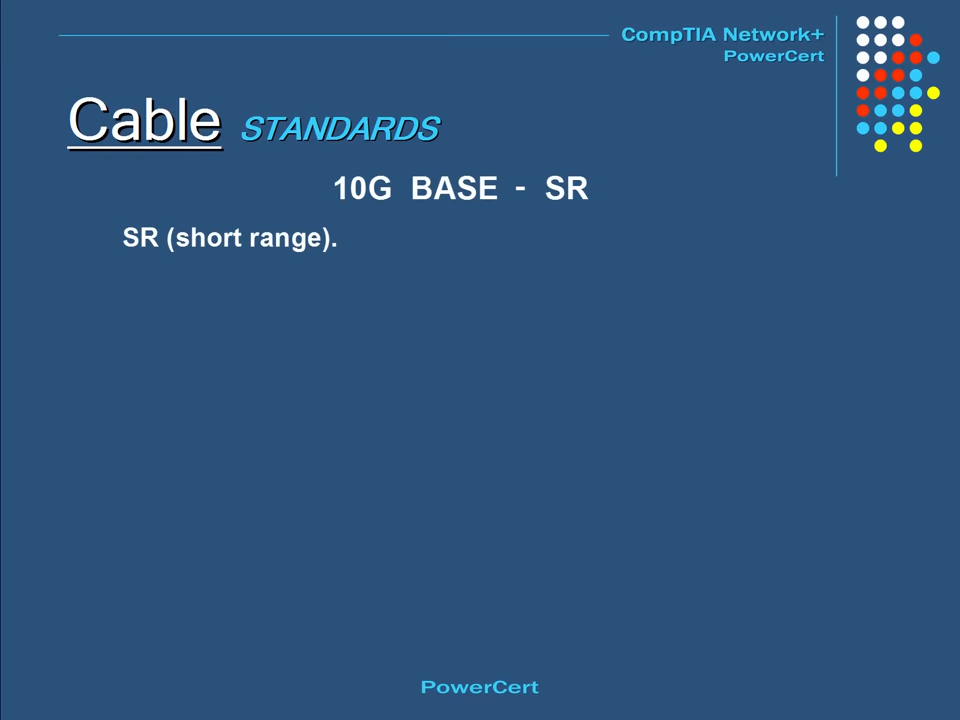 CompTIA Network+
PowerCert
Cable STANDARDS
10G BASE - SR
SR (short range).
PowerCert